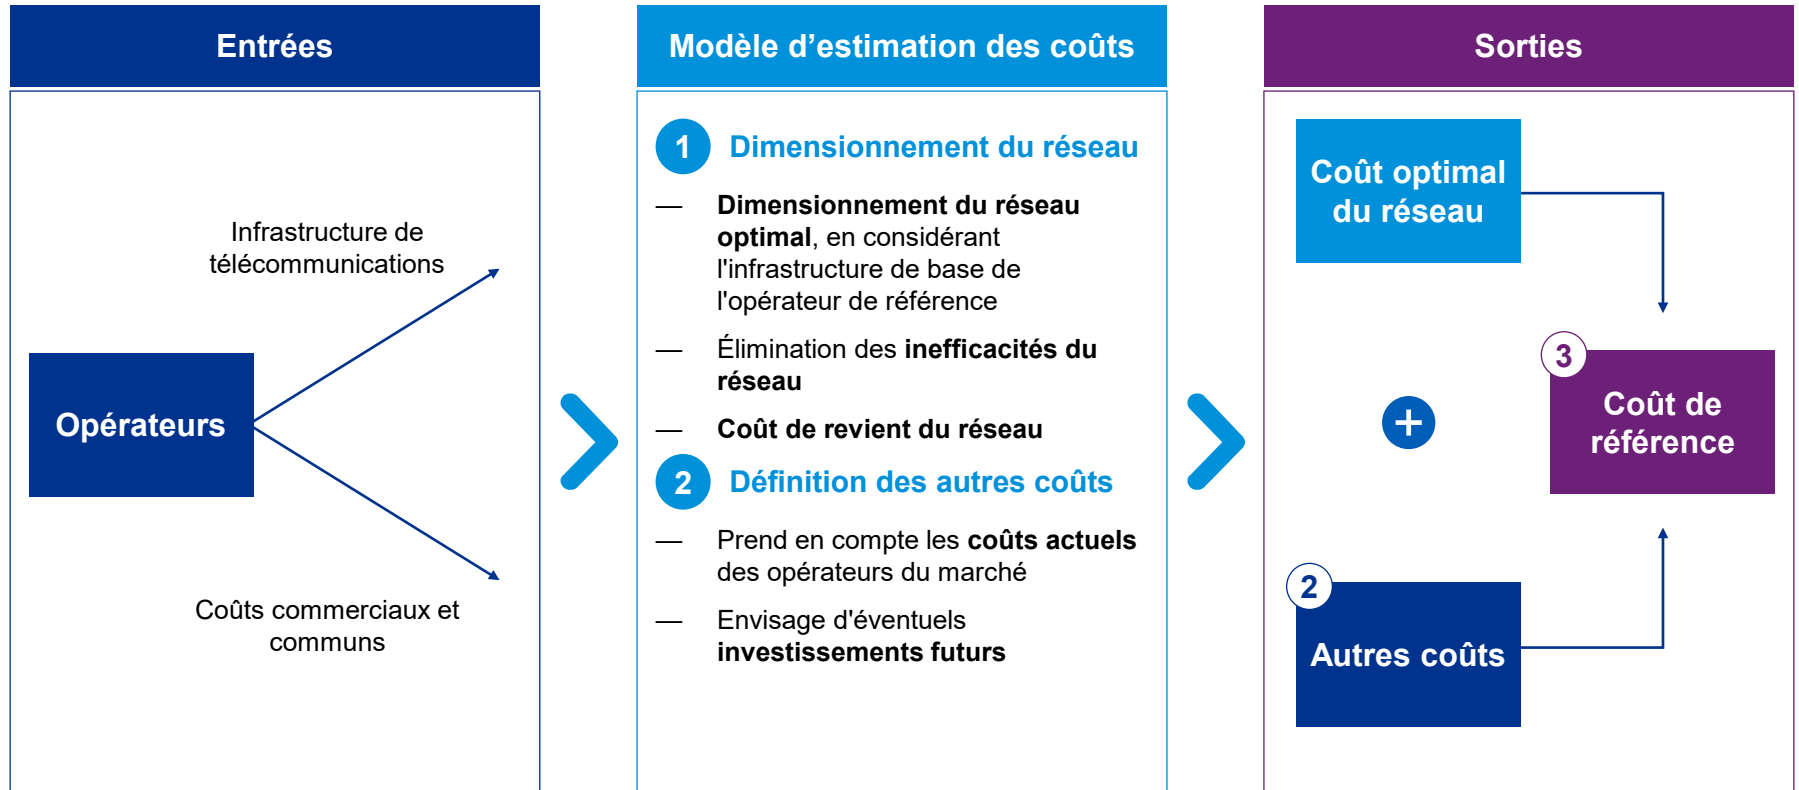 Entrées
Infrastructure de
télécommunications
Opérateurs
Coûts commerciaux et
communs
Modèle d’estimation des coûts
1 Dimensionnement du réseau
— Dimensionnement du réseau
optimal, en considérant
l'infrastructure de base de
l'opérateur de référence
— Élimination des inefficacités du
réseau
— Coût de revient du réseau
2 Définition des autres coûts
— Prend en compte les coûts actuels
des opérateurs du marché
— Envisage d'éventuels
investissements futurs
Sorties
Coût optimal
du réseau
3
Coût de
référence
+
2
Autres coûts